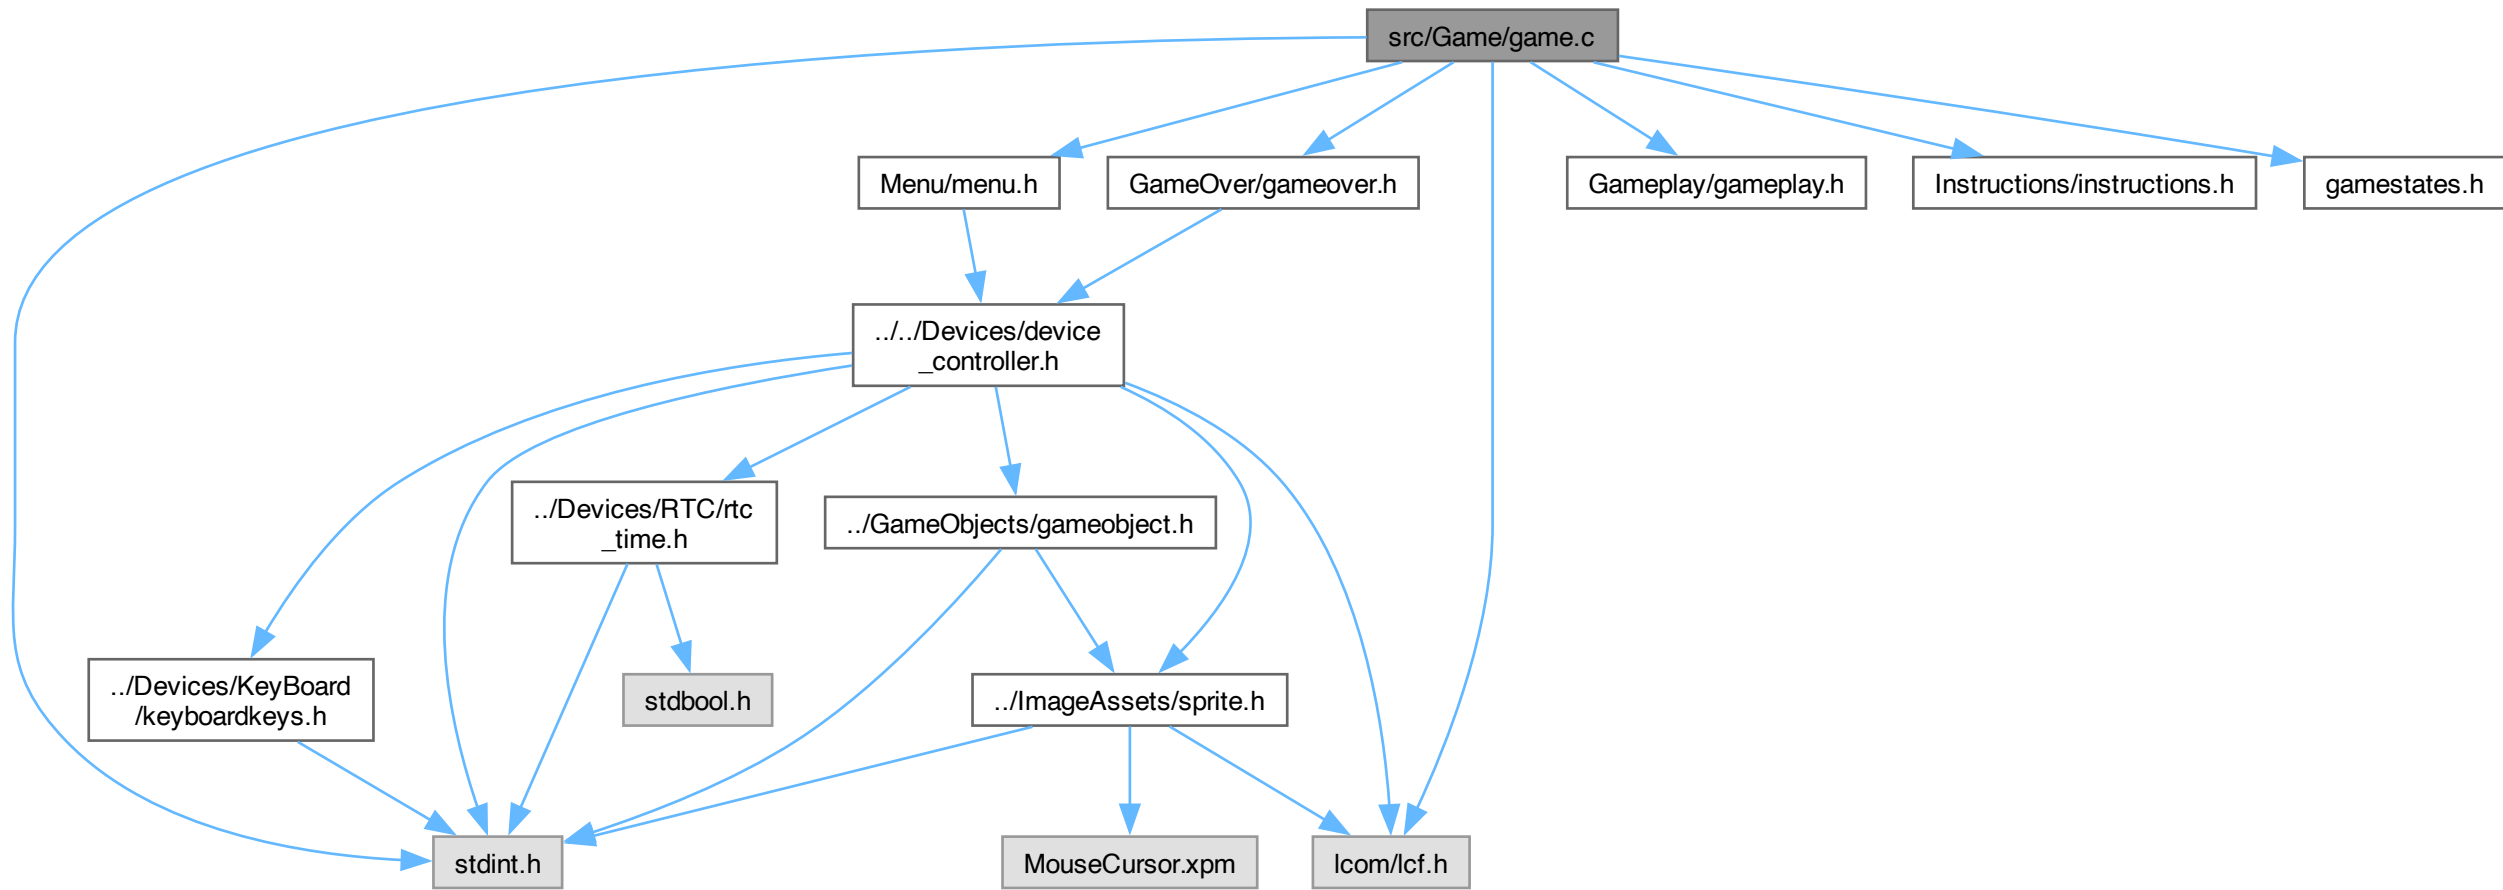 src/Game/game.c
Menu/menu.h
GameOver/gameover.h
Gameplay/gameplay.h
Instructions/instructions.h
gamestates.h
../../Devices/device
_controller.h
../Devices/RTC/rtc
_time.h
../GameObjects/gameobject.h
../Devices/KeyBoard
/keyboardkeys.h
stdbool.h
../ImageAssets/sprite.h
stdint.h
MouseCursor.xpm
lcom/lcf.h